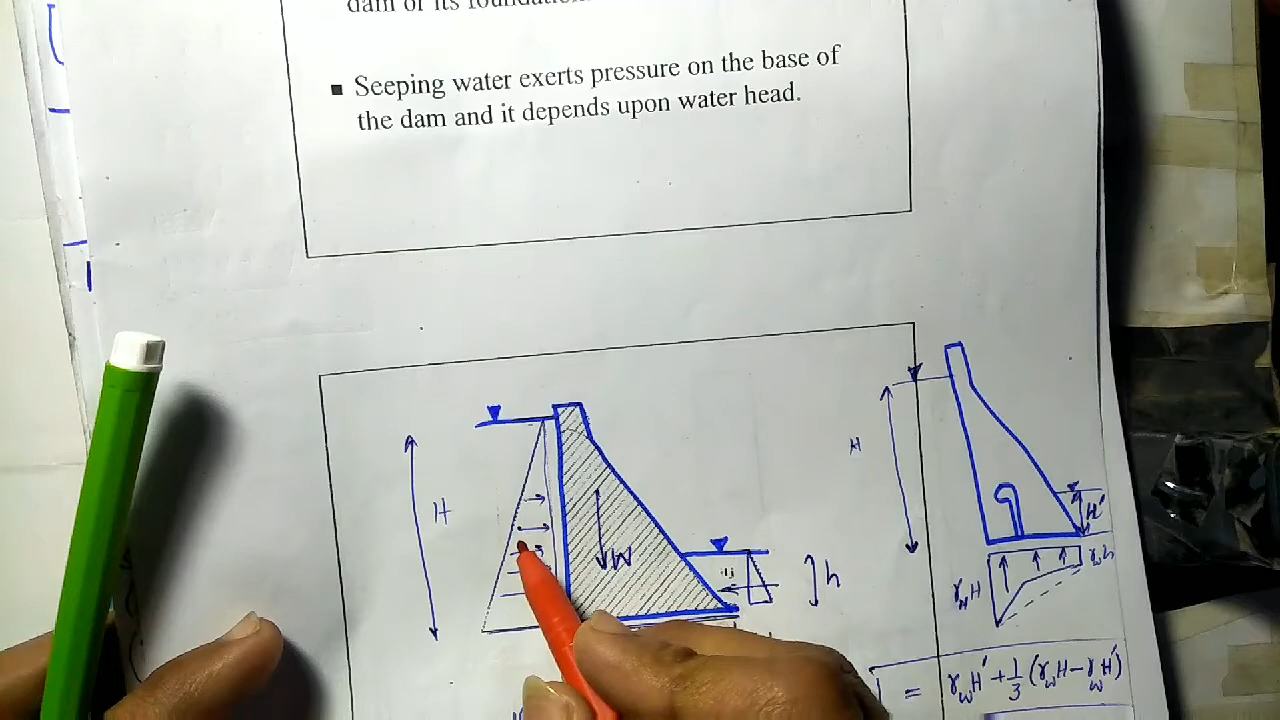 dam or its foundation
■ Seeping water exerts pressure on the base of
the dam and it depends upon water head.
H
W
h
H
H'
γwH
γwh
= γwH' + 1/3 (γwH - γwH')